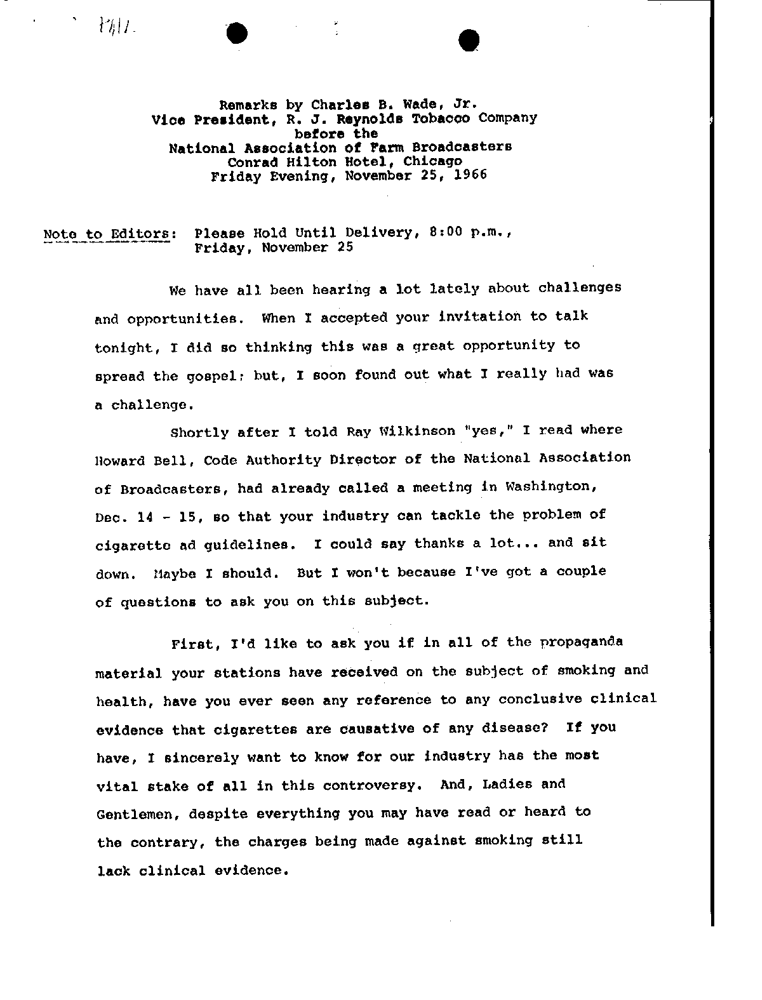 Remarks by Charles B. Wade, Jr.
Vice President, R. J. Reynolds Tobacco Company
before the
National Association of Farm Broadcasters
Conrad Hilton Hotel, Chicago
Friday Evening, November 25, 1966
Note to Editors: Please Hold Until Delivery, 8:00 p.m.,
Friday, November 25
We have all been hearing a lot lately about challenges
and opportunities. When I accepted your invitation to talk
tonight, I did so thinking this was a great opportunity to
spread the gospel; but, I soon found out what I really had was
a challenge.
Shortly after I told Ray Wilkinson "yes," I read where
Howard Bell, Code Authority Director of the National Association
of Broadcasters, had already called a meeting in Washington,
Dec. 14 - 15, so that your industry can tackle the problem of
cigarette ad guidelines. I could say thanks a lot... and sit
down. Maybe I should. But I won't because I've got a couple
of questions to ask you on this subject.
First, I'd like to ask you if in all of the propaganda
material your stations have received on the subject of smoking and
health, have you ever seen any reference to any conclusive clinical
evidence that cigarettes are causative of any disease? If you
have, I sincerely want to know for our industry has the most
vital stake of all in this controversy. And, Ladies and
Gentlemen, despite everything you may have read or heard to
the contrary, the charges being made against smoking still
lack clinical evidence.